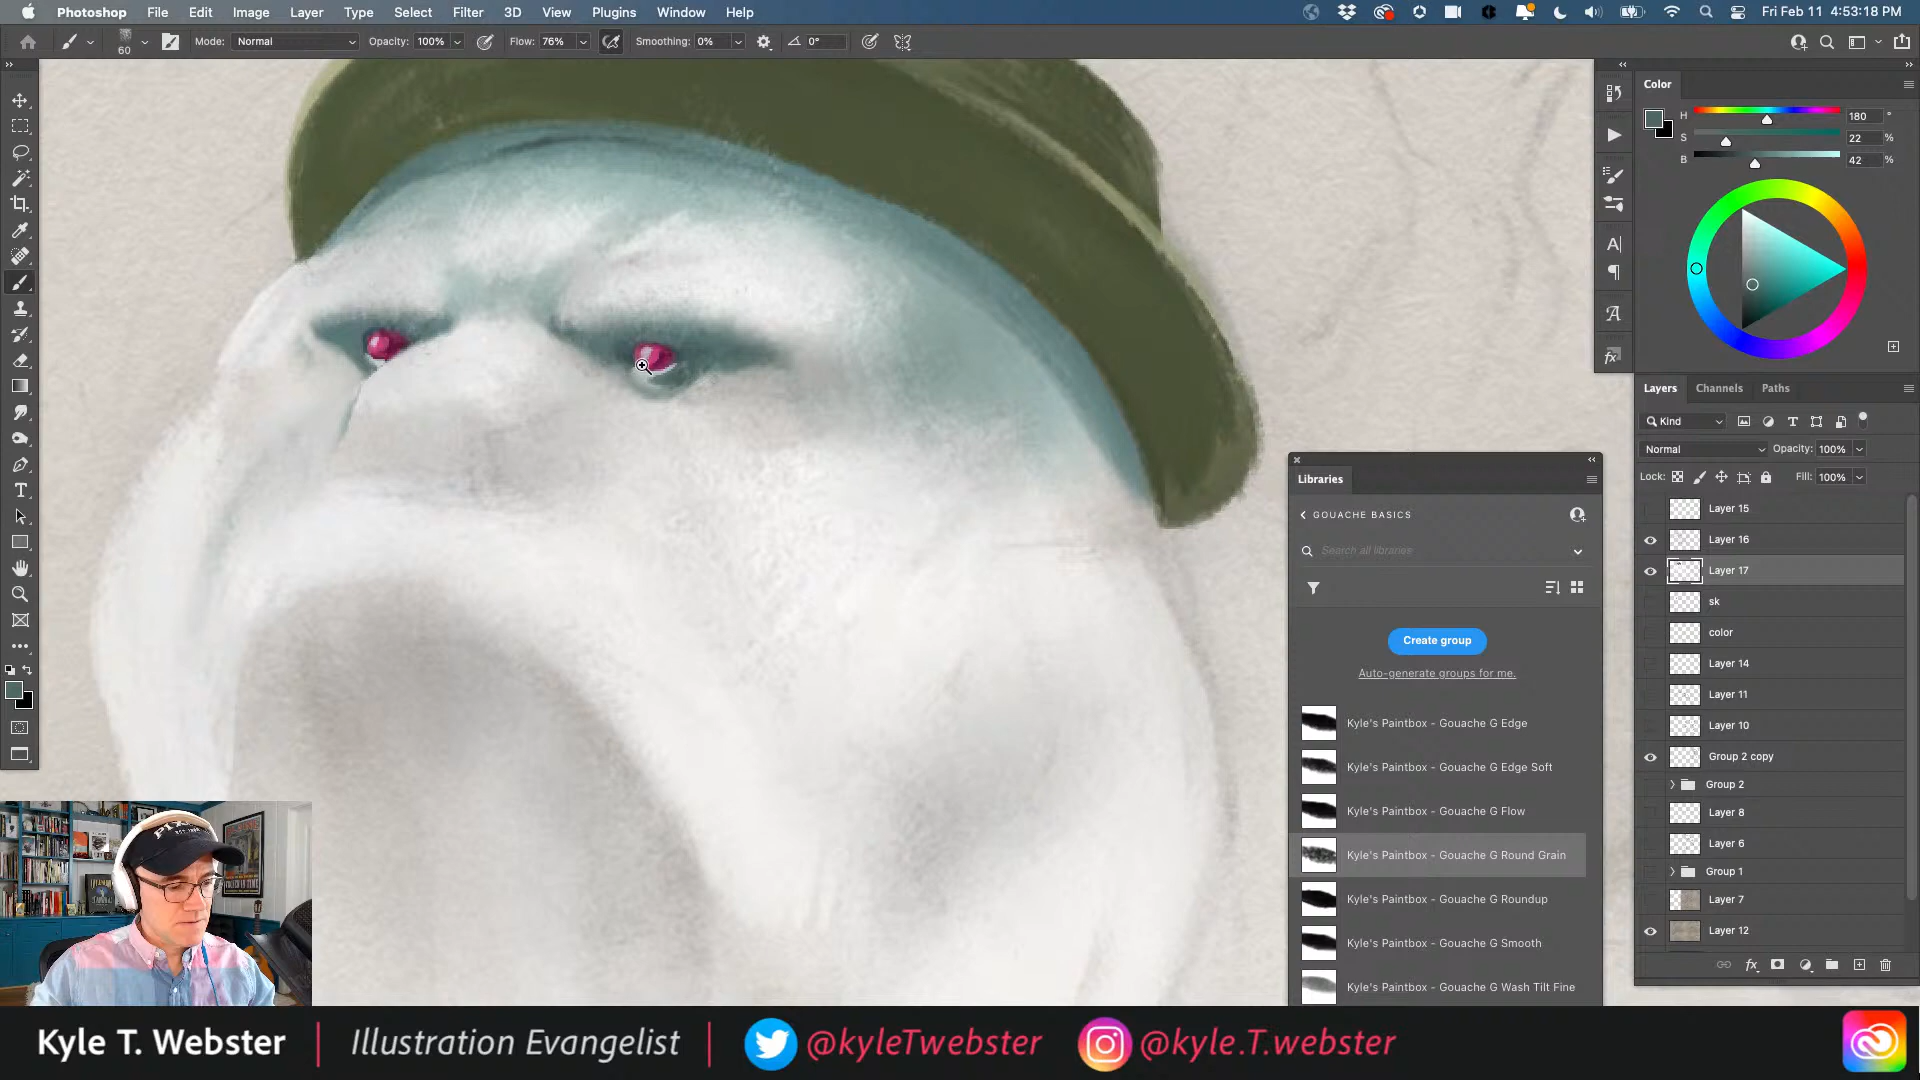 Photoshop File Edit Image Layer Type Select Filter 3D View Plugins Window Help Fri Feb 11 4:53:18 PM
60 Mode: Normal Opacity: 100% Flow: 76% Smoothing: 0% 0°
Color
H 180 °
S 22 %
B 42 %
Layers Channels Paths
Kind
Normal Opacity: 100%
Lock: Fill: 100%
Layer 15
Layer 16
Layer 17
sk
color
Layer 14
Layer 11
Layer 10
Group 2 copy
Group 2
Layer 8
Layer 6
Group 1
Layer 7
Layer 12
Libraries
GOUACHE BASICS
Search all libraries
Create group
Auto-generate groups for me.
Kyle's Paintbox - Gouache G Edge
Kyle's Paintbox - Gouache G Edge Soft
Kyle's Paintbox - Gouache G Flow
Kyle's Paintbox - Gouache G Round Grain
Kyle's Paintbox - Gouache G Roundup
Kyle's Paintbox - Gouache G Smooth
Kyle's Paintbox - Gouache G Wash Tilt Fine
Kyle T. Webster | Illustration Evangelist | @kyleTwebster @kyle.T.webster